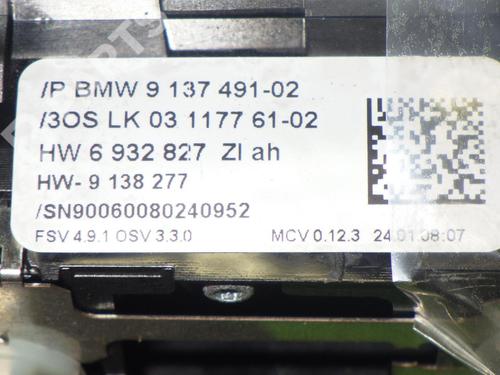 /P BMW 9 137 491-02
/3OS LK 03 1177 61-02
HW 6 932 827 ZI ah
HW- 9 138 277
/SN90060080240952
FSV 4.9.1 OSV 3.3.0 MCV 0.12.3 24.01.08:07